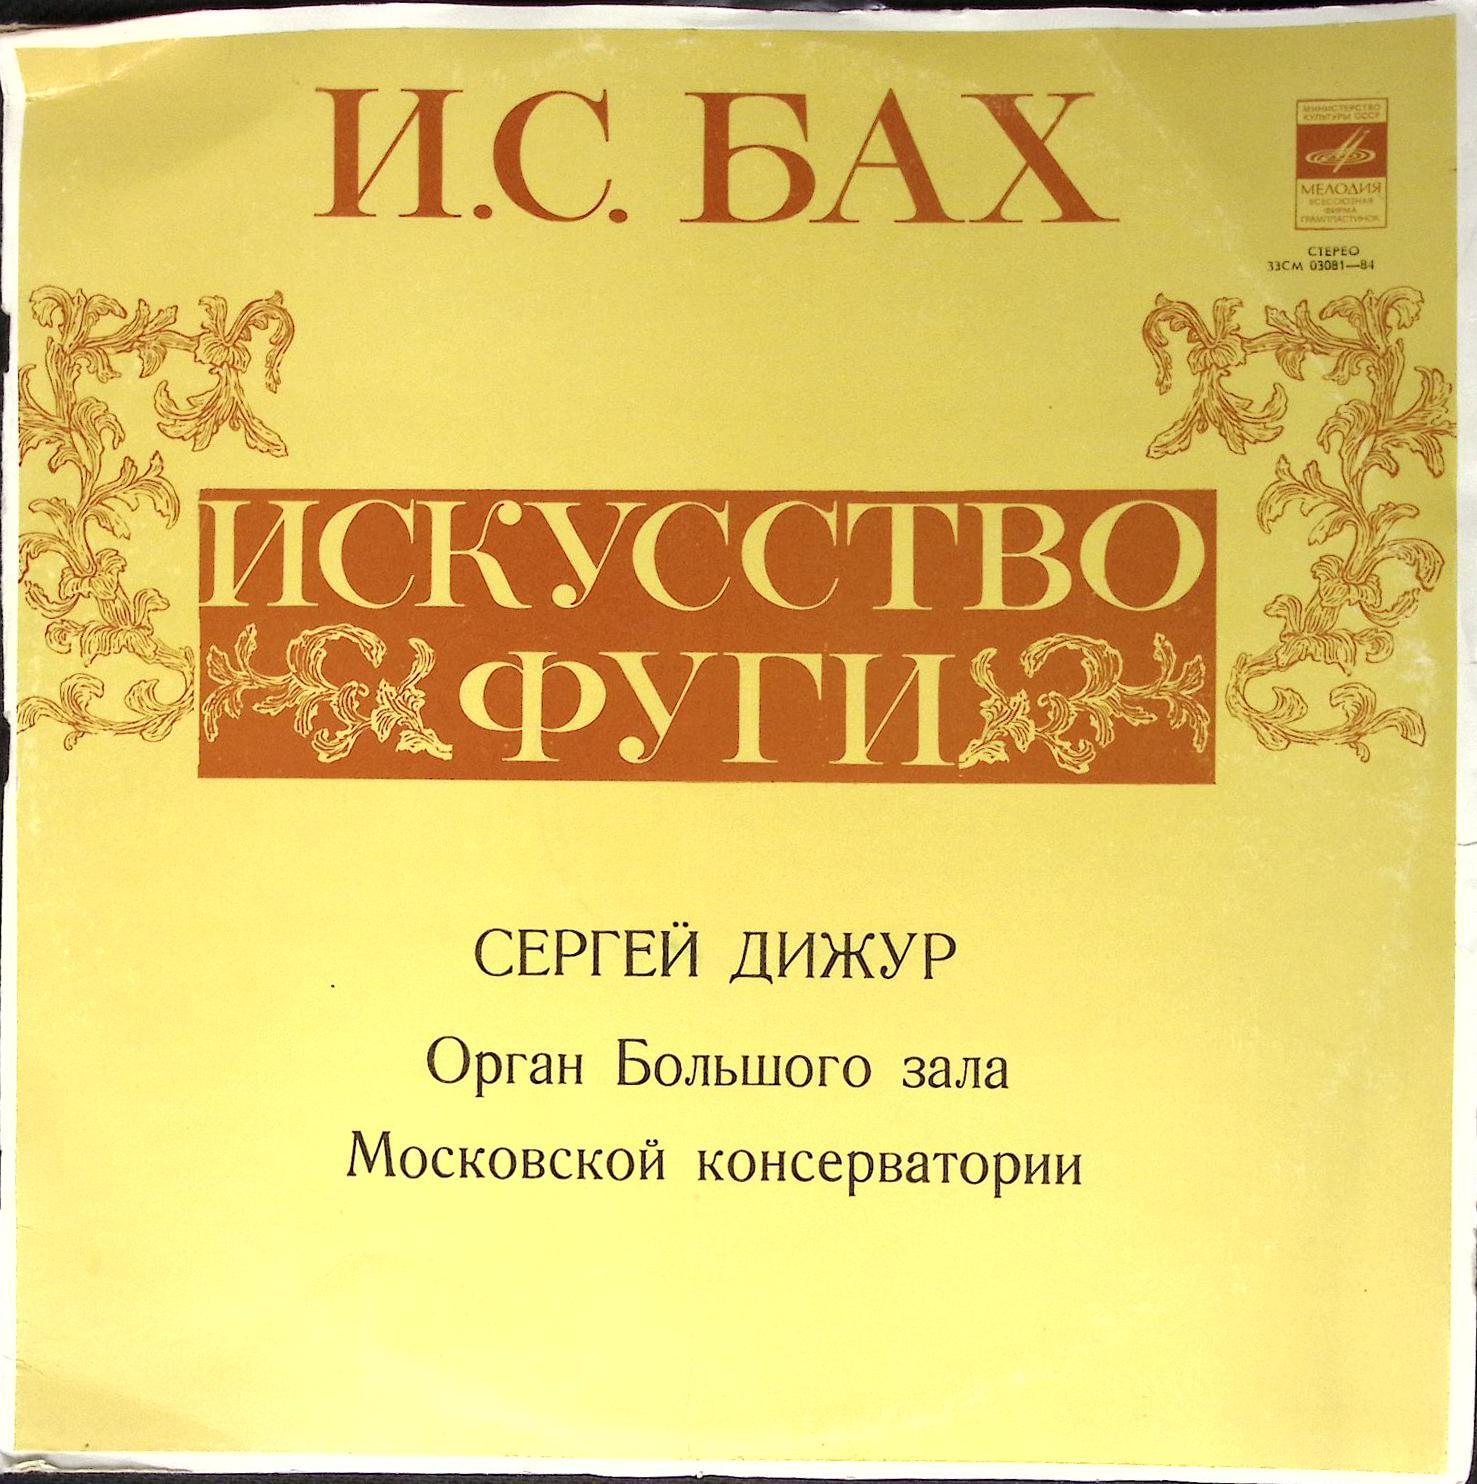 И.С. БАХ
МИНИСТЕРСТВО
КУЛЬТУРЫ СССР
МЕЛОДИЯ
ВСЕСОЮЗНАЯ
ФИРМА
ГРАМПЛАСТИНОК
СТЕРЕО
33СМ 03081—84
ИСКУССТВО
ФУГИ
СЕРГЕЙ ДИЖУР
Орган Большого зала
Московской консерватории